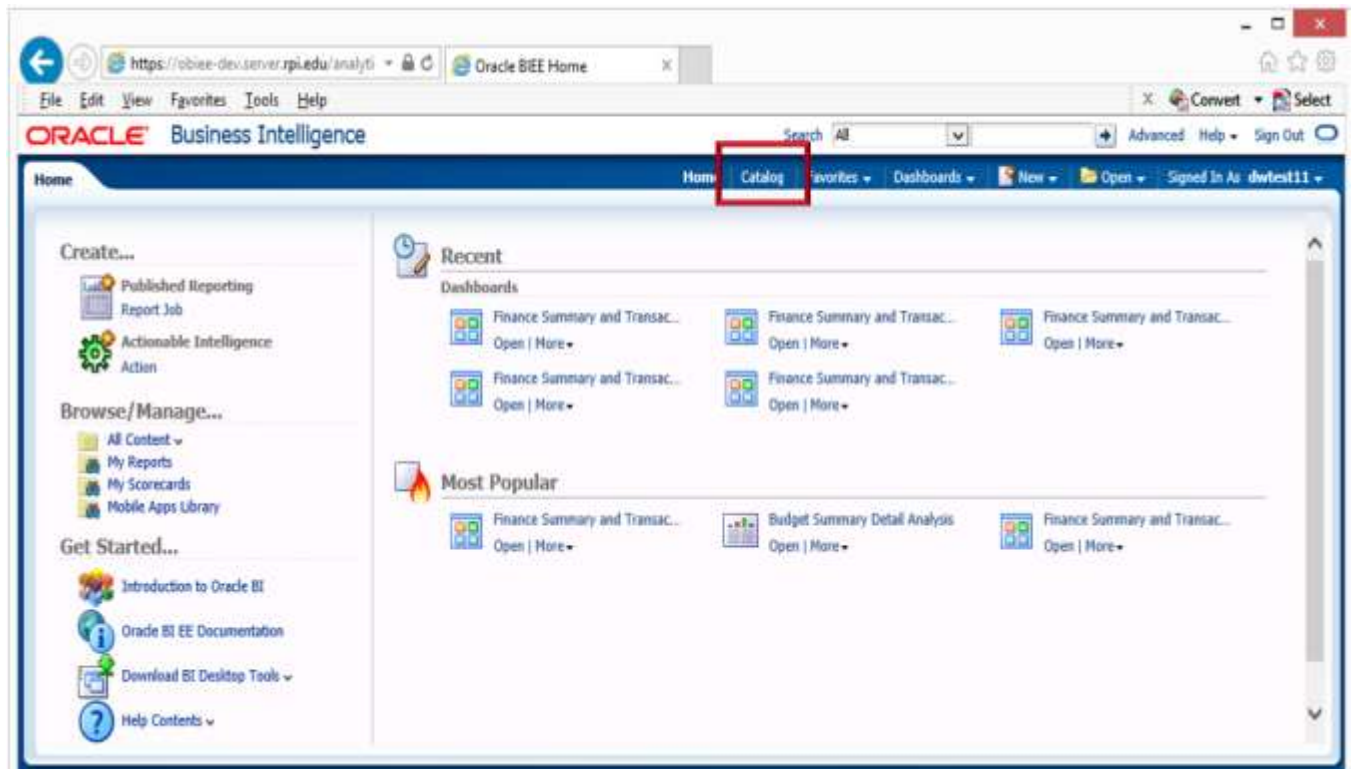 https://obiee-dev.server.rpi.edu/analyti
Oracle BIEE Home
File Edit View Favorites Tools Help
X Convert Select
ORACLE Business Intelligence
Search All Advanced Help Sign Out
Home
Home Catalog Favorites Dashboards New Open Signed In As dwtest11
Create...
Published Reporting
Report Job
Actionable Intelligence
Action
Browse/Manage...
All Content
My Reports
My Scorecards
Mobile Apps Library
Get Started...
Introduction to Oracle BI
Oracle BI EE Documentation
Download BI Desktop Tools
Help Contents
Recent
Dashboards
Finance Summary and Transac... Finance Summary and Transac... Finance Summary and Transac...
Open | More Open | More Open | More
Finance Summary and Transac... Finance Summary and Transac...
Open | More Open | More
Most Popular
Finance Summary and Transac... Budget Summary Detail Analysis Finance Summary and Transac...
Open | More Open | More Open | More